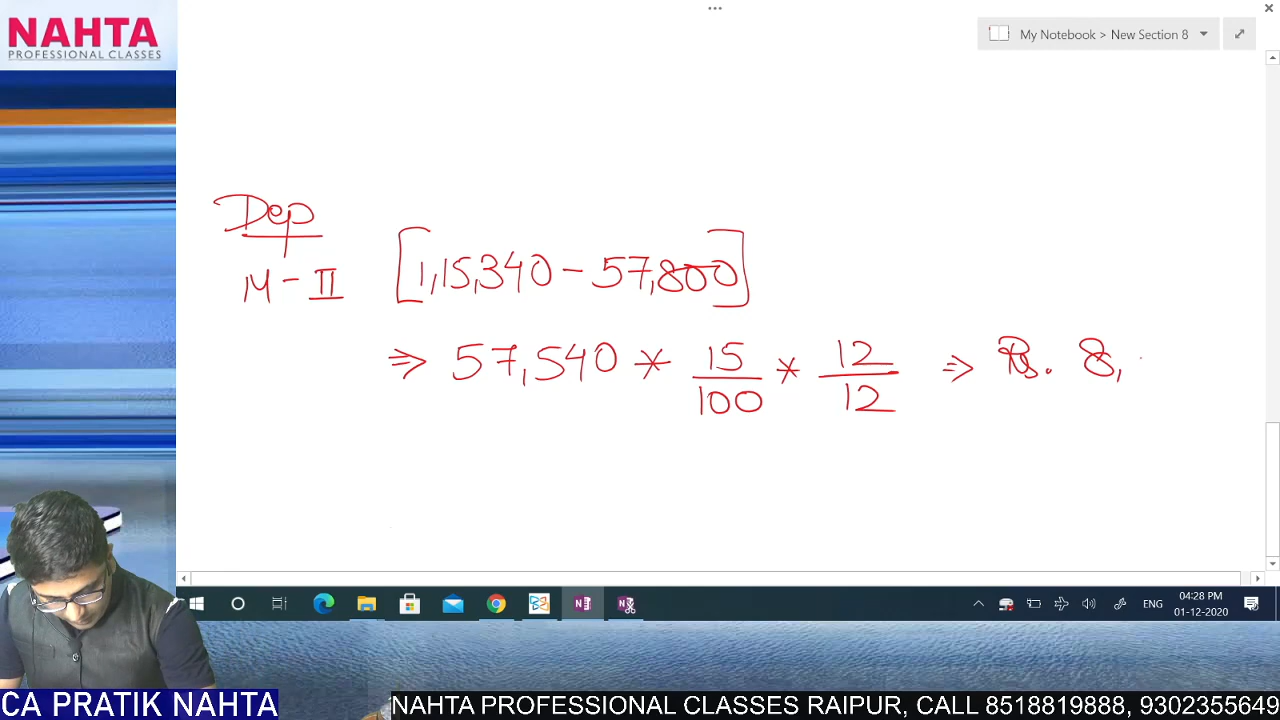 NAHTA
PROFESSIONAL CLASSES
My Notebook > New Section 8
Dep
M - II [1,15,340 - 57,800]
⇒ 57,540 * 15/100 * 12/12 ⇒ Rs. 8,
ENG
04:28 PM
01-12-2020
CA PRATIK NAHTA
NAHTA PROFESSIONAL CLASSES RAIPUR, CALL 8518819888, 9302355649